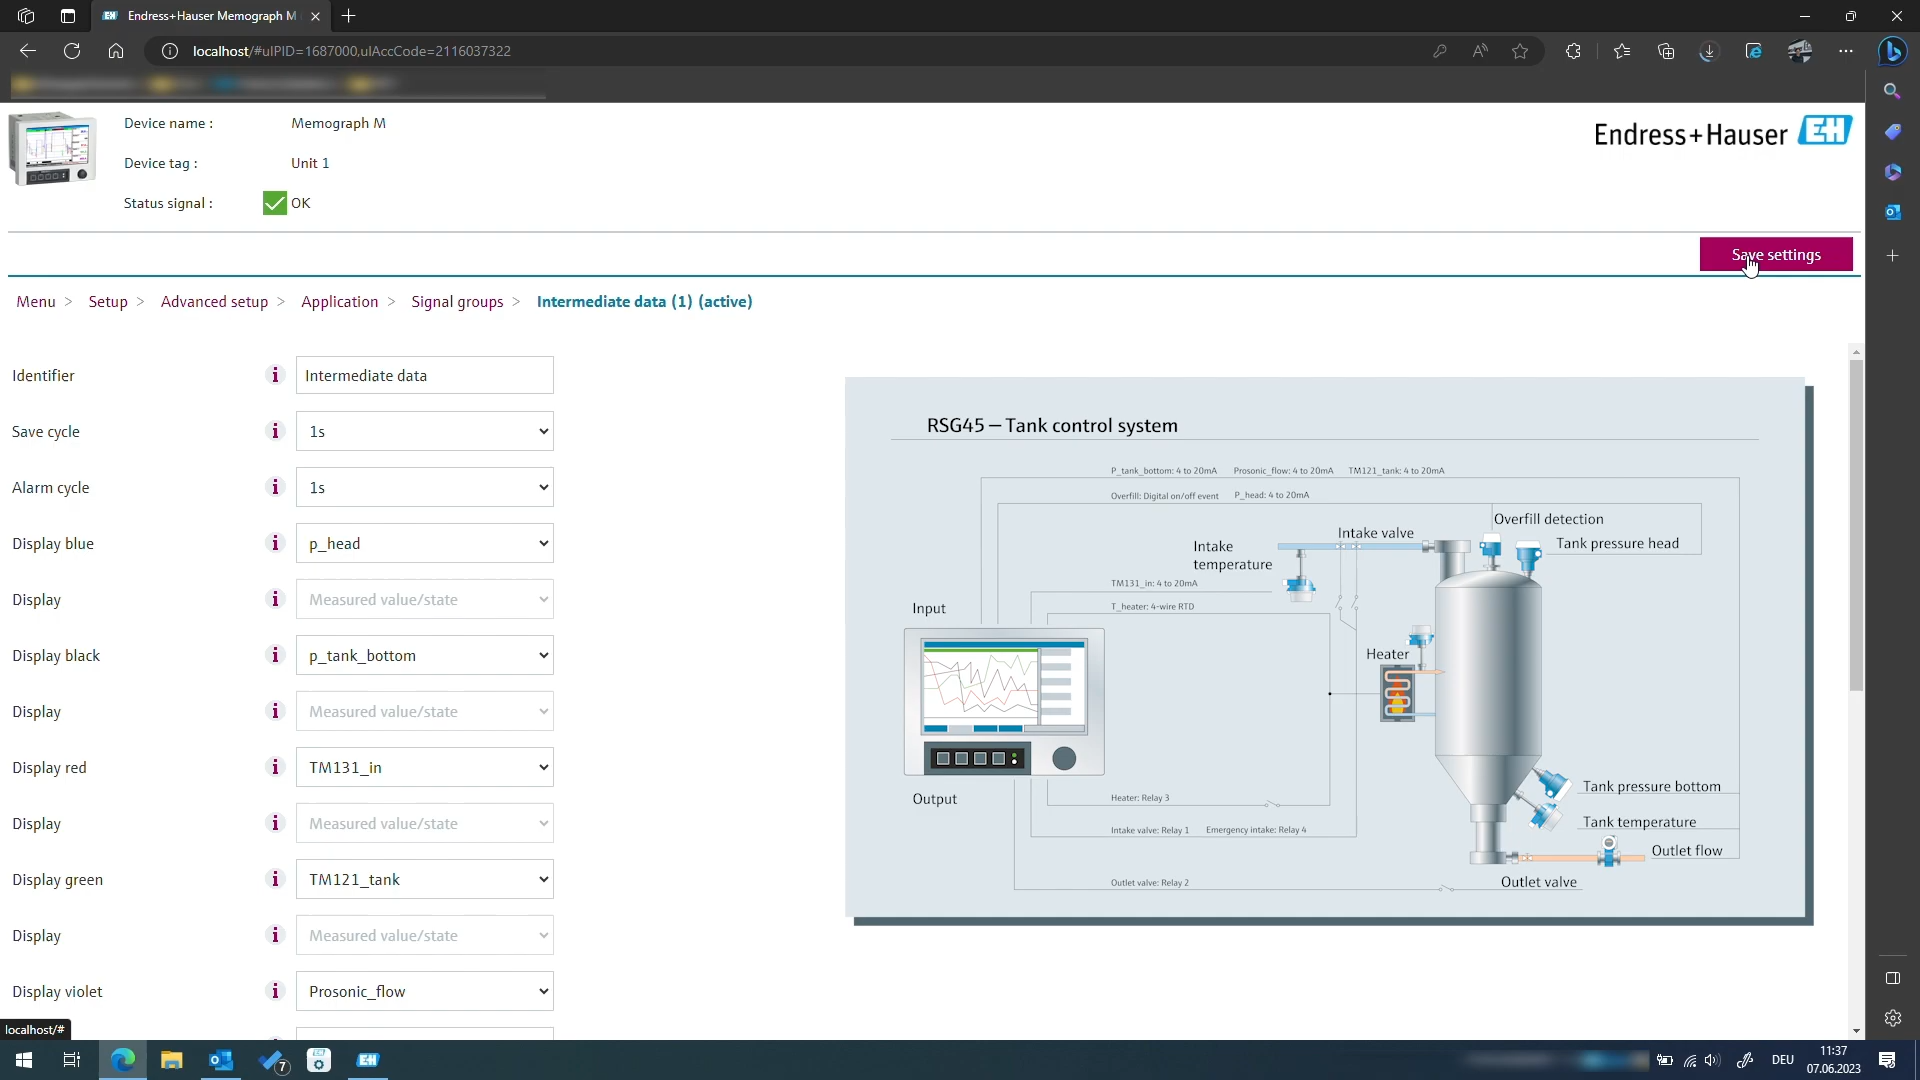 Endress+Hauser Memograph M
localhost/#ulPID=1687000,ulAccCode=2116037322
Device name : Memograph M
Device tag : Unit 1
Status signal : OK
Endress+Hauser EH
Save settings
Menu > Setup > Advanced setup > Application > Signal groups > Intermediate data (1) (active)
Identifier i Intermediate data
Save cycle i 1s
Alarm cycle i 1s
Display blue i p_head
Display i Measured value/state
Display black i p_tank_bottom
Display i Measured value/state
Display red i TM131_in
Display i Measured value/state
Display green i TM121_tank
Display i Measured value/state
Display violet i Prosonic_flow
RSG45 – Tank control system
P_tank_bottom: 4 to 20mA Prosonic_flow: 4 to 20mA TM121_tank: 4 to 20mA
Overfill: Digital on/off event P_head: 4 to 20mA
Overfill detection
Intake valve
Tank pressure head
Intake
temperature
TM131_in: 4 to 20mA
T_heater: 4-wire RTD
Input
Heater
Tank pressure bottom
Output
Heater: Relay 3
Tank temperature
Intake valve: Relay 1 Emergency intake: Relay 4
Outlet flow
Outlet valve: Relay 2
Outlet valve
localhost/#
7
EH
DEU
11:37
07.06.2023